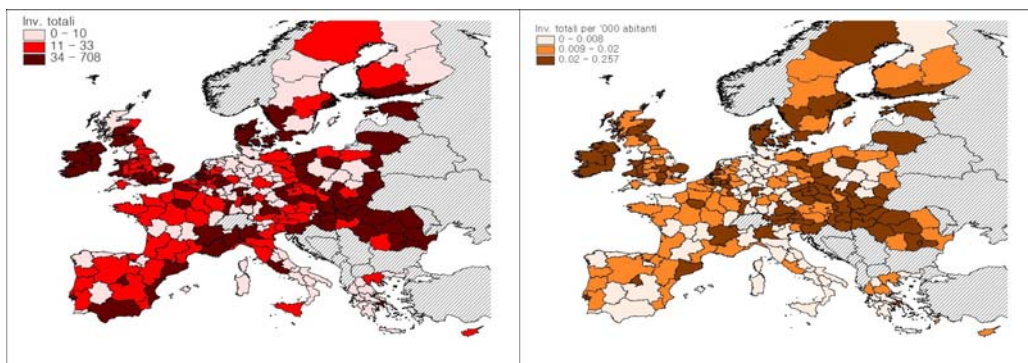 Inv. totali
0 - 10
11 - 33
34 - 708
Inv. totali per '000 abitanti
0 - 0.008
0.009 - 0.02
0.02 - 0.257